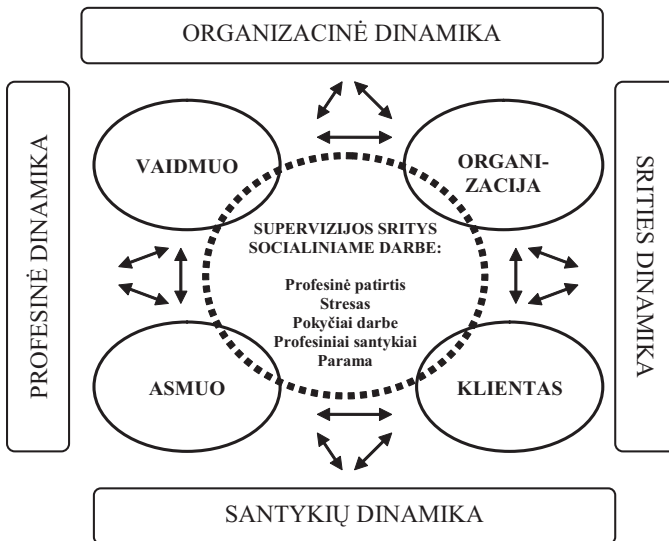 ORGANIZACINĖ DINAMIKA
PROFESINĖ DINAMIKA
VAIDMUO
ORGANI-
ZACIJA
SRITIES DINAMIKA
SUPERVIZIJOS SRITYS
SOCIALINIAME DARBE:
Profesinė patirtis
Stresas
Pokyčiai darbe
Profesiniai santykiai
Parama
ASMUO
KLIENTAS
SANTYKIŲ DINAMIKA